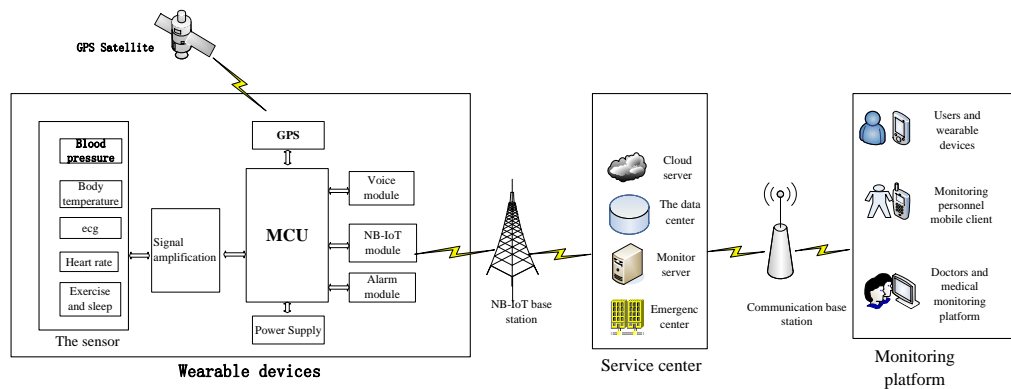 GPS Satellite
GPS
Blood
pressure
Body
temperature
ecg
Heart rate
Exercise
and sleep
The sensor
Signal
amplification
MCU
Voice
module
NB-IoT
module
Alarm
module
Power Supply
Wearable devices
NB-IoT base
station
Cloud
server
The data
center
Monitor
server
Emergenc
center
Service center
Communication base
station
Users and
wearable
devices
Monitoring
personnel
mobile client
Doctors and
medical
monitoring
platform
Monitoring
platform